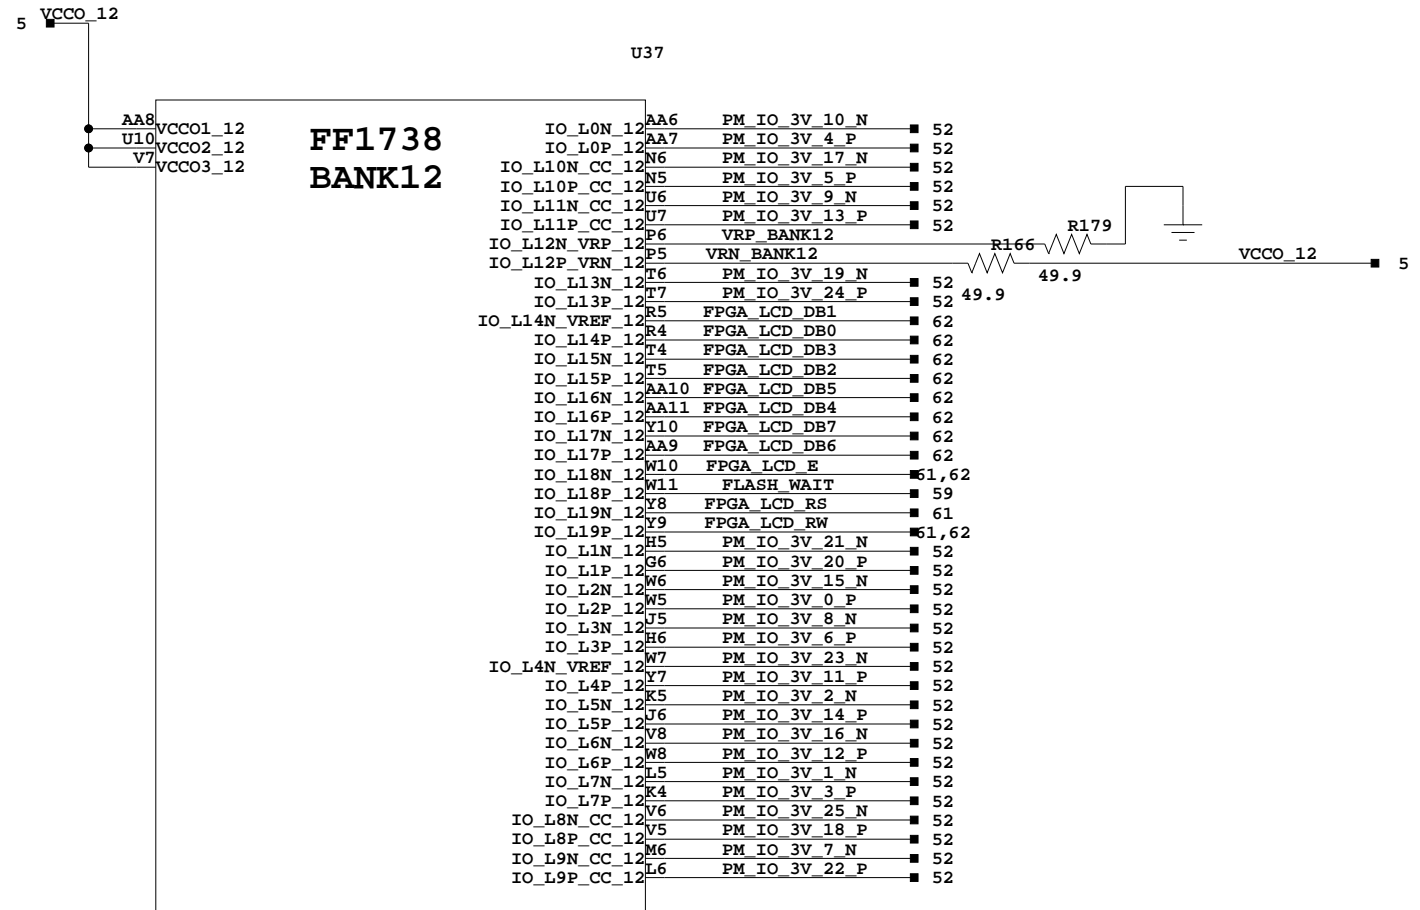 5 VCCO_12
U37
FF1738
BANK12
AA8 VCCO1_12
U10 VCCO2_12
V7 VCCO3_12
IO_L0N_12 AA6 PM_IO_3V_10_N 52
IO_L0P_12 AA7 PM_IO_3V_4_P 52
IO_L10N_CC_12 N6 PM_IO_3V_17_N 52
IO_L10P_CC_12 N5 PM_IO_3V_5_P 52
IO_L11N_CC_12 U6 PM_IO_3V_9_N 52
IO_L11P_CC_12 U7 PM_IO_3V_13_P 52
IO_L12N_VRP_12 P6 VRP_BANK12 R179 49.9
IO_L12P_VRN_12 P5 VRN_BANK12 R166 49.9 VCCO_12 5
IO_L13N_12 T6 PM_IO_3V_19_N 52
IO_L13P_12 T7 PM_IO_3V_24_P 52
IO_L14N_VREF_12 R5 FPGA_LCD_DB1 62
IO_L14P_12 R4 FPGA_LCD_DB0 62
IO_L15N_12 T4 FPGA_LCD_DB3 62
IO_L15P_12 T5 FPGA_LCD_DB2 62
IO_L16N_12 AA10 FPGA_LCD_DB5 62
IO_L16P_12 AA11 FPGA_LCD_DB4 62
IO_L17N_12 Y10 FPGA_LCD_DB7 62
IO_L17P_12 AA9 FPGA_LCD_DB6 62
IO_L18N_12 W10 FPGA_LCD_E 61,62
IO_L18P_12 W11 FLASH_WAIT 59
IO_L19N_12 Y8 FPGA_LCD_RS 61
IO_L19P_12 Y9 FPGA_LCD_RW 61,62
IO_L1N_12 H5 PM_IO_3V_21_N 52
IO_L1P_12 G6 PM_IO_3V_20_P 52
IO_L2N_12 W6 PM_IO_3V_15_N 52
IO_L2P_12 W5 PM_IO_3V_0_P 52
IO_L3N_12 J5 PM_IO_3V_8_N 52
IO_L3P_12 H6 PM_IO_3V_6_P 52
IO_L4N_VREF_12 W7 PM_IO_3V_23_N 52
IO_L4P_12 Y7 PM_IO_3V_11_P 52
IO_L5N_12 K5 PM_IO_3V_2_N 52
IO_L5P_12 J6 PM_IO_3V_14_P 52
IO_L6N_12 V8 PM_IO_3V_16_N 52
IO_L6P_12 W8 PM_IO_3V_12_P 52
IO_L7N_12 L5 PM_IO_3V_1_N 52
IO_L7P_12 K4 PM_IO_3V_3_P 52
IO_L8N_CC_12 V6 PM_IO_3V_25_N 52
IO_L8P_CC_12 V5 PM_IO_3V_18_P 52
IO_L9N_CC_12 M6 PM_IO_3V_7_N 52
IO_L9P_CC_12 L6 PM_IO_3V_22_P 52